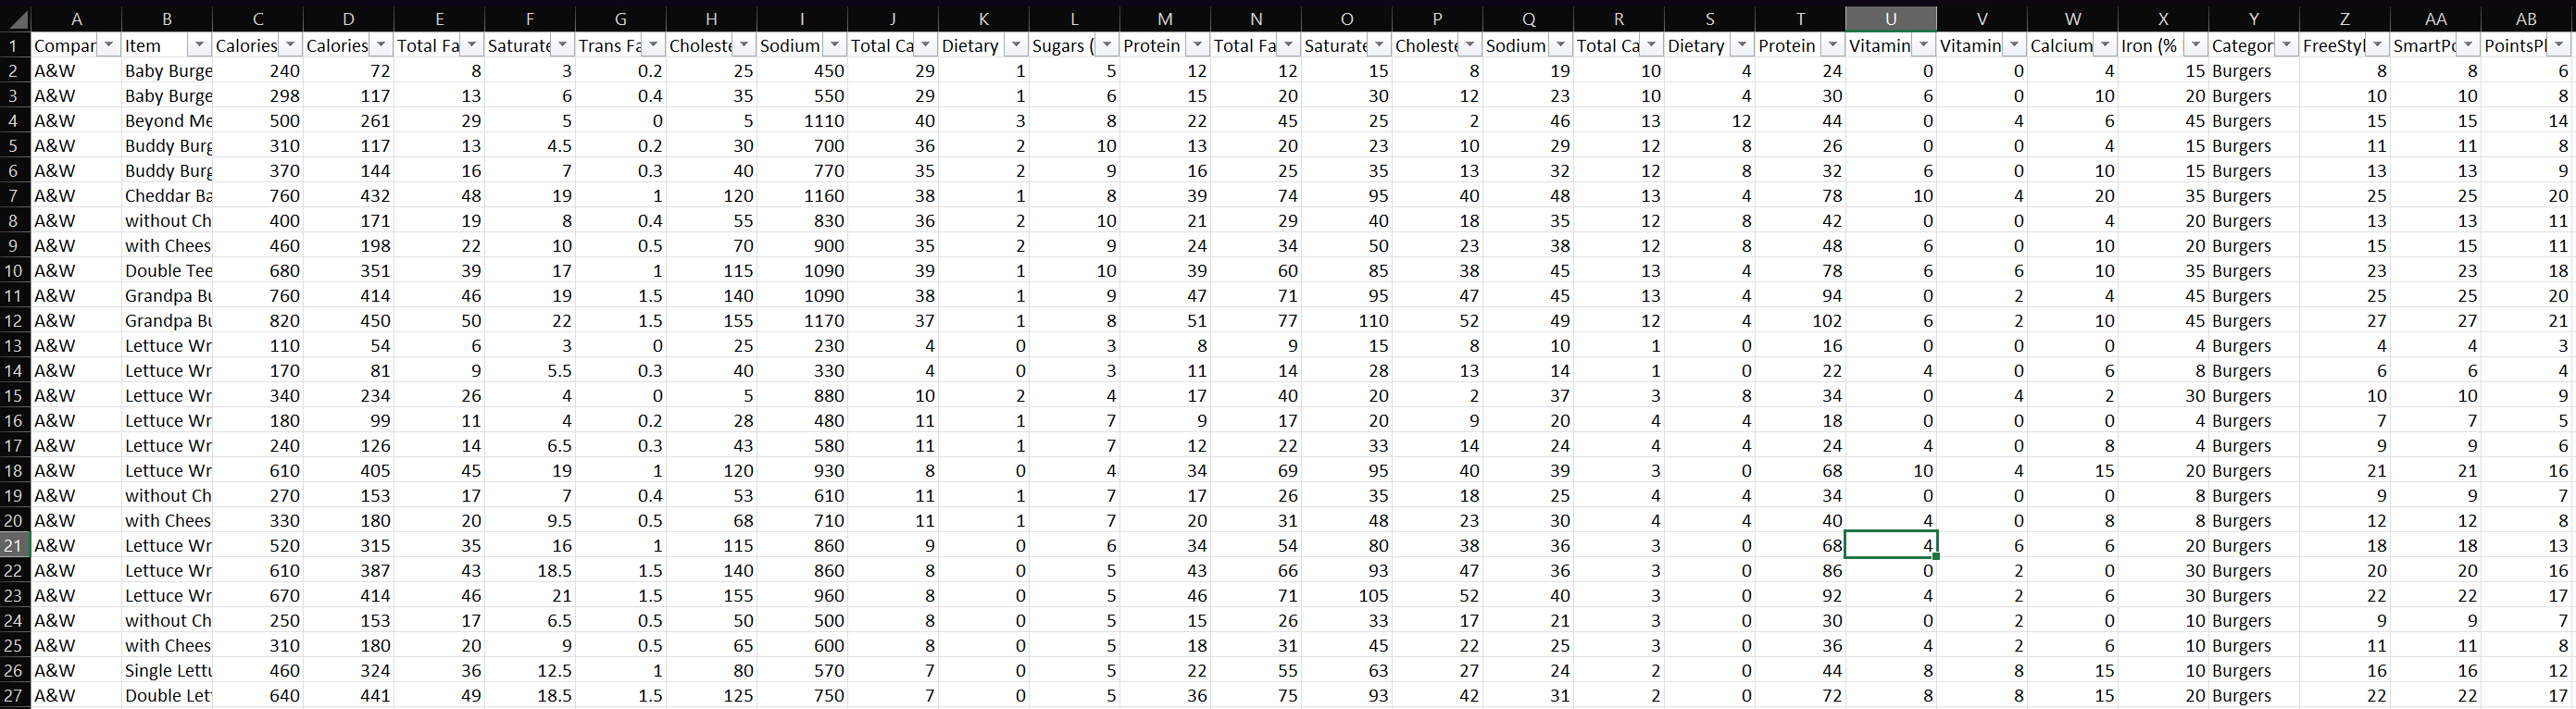 A B C D E F G H I J K L M N O P Q R S T U V W X Y Z AA AB
1 Compar Item Calories Calories Total Fa Saturate Trans Fa Choleste Sodium Total Ca Dietary Sugars ( Protein Total Fa Saturate Choleste Sodium Total Ca Dietary Protein Vitamin Vitamin Calcium Iron (% Categor FreeStyl SmartPo PointsPl
2 A&W Baby Burge 240 72 8 3 0.2 25 450 29 1 5 12 12 15 8 19 10 4 24 0 0 4 15 Burgers 8 8 6
3 A&W Baby Burge 298 117 13 6 0.4 35 550 29 1 6 15 20 30 12 23 10 4 30 6 0 10 20 Burgers 10 10 8
4 A&W Beyond Me 500 261 29 5 0 5 1110 40 3 8 22 45 25 2 46 13 12 44 0 4 6 45 Burgers 15 15 14
5 A&W Buddy Burg 310 117 13 4.5 0.2 30 700 36 2 10 13 20 23 10 29 12 8 26 0 0 4 15 Burgers 11 11 8
6 A&W Buddy Burg 370 144 16 7 0.3 40 770 35 2 9 16 25 35 13 32 12 8 32 6 0 10 15 Burgers 13 13 9
7 A&W Cheddar Ba 760 432 48 19 1 120 1160 38 1 8 39 74 95 40 48 13 4 78 10 4 20 35 Burgers 25 25 20
8 A&W without Ch 400 171 19 8 0.4 55 830 36 2 10 21 29 40 18 35 12 8 42 0 0 4 20 Burgers 13 13 11
9 A&W with Chees 460 198 22 10 0.5 70 900 35 2 9 24 34 50 23 38 12 8 48 6 0 10 20 Burgers 15 15 11
10 A&W Double Tee 680 351 39 17 1 115 1090 39 1 10 39 60 85 38 45 13 4 78 6 6 10 35 Burgers 23 23 18
11 A&W Grandpa Bu 760 414 46 19 1.5 140 1090 38 1 9 47 71 95 47 45 13 4 94 0 2 4 45 Burgers 25 25 20
12 A&W Grandpa Bu 820 450 50 22 1.5 155 1170 37 1 8 51 77 110 52 49 12 4 102 6 2 10 45 Burgers 27 27 21
13 A&W Lettuce Wr 110 54 6 3 0 25 230 4 0 3 8 9 15 8 10 1 0 16 0 0 0 4 Burgers 4 4 3
14 A&W Lettuce Wr 170 81 9 5.5 0.3 40 330 4 0 3 11 14 28 13 14 1 0 22 4 0 6 8 Burgers 6 6 4
15 A&W Lettuce Wr 340 234 26 4 0 5 880 10 2 4 17 40 20 2 37 3 8 34 0 4 2 30 Burgers 10 10 9
16 A&W Lettuce Wr 180 99 11 4 0.2 28 480 11 1 7 9 17 20 9 20 4 4 18 0 0 0 4 Burgers 7 7 5
17 A&W Lettuce Wr 240 126 14 6.5 0.3 43 580 11 1 7 12 22 33 14 24 4 4 24 4 0 8 4 Burgers 9 9 6
18 A&W Lettuce Wr 610 405 45 19 1 120 930 8 0 4 34 69 95 40 39 3 0 68 10 4 15 20 Burgers 21 21 16
19 A&W without Ch 270 153 17 7 0.4 53 610 11 1 7 17 26 35 18 25 4 4 34 0 0 0 8 Burgers 9 9 7
20 A&W with Chees 330 180 20 9.5 0.5 68 710 11 1 7 20 31 48 23 30 4 4 40 4 0 8 8 Burgers 12 12 8
21 A&W Lettuce Wr 520 315 35 16 1 115 860 9 0 6 34 54 80 38 36 3 0 68 4 6 6 20 Burgers 18 18 13
22 A&W Lettuce Wr 610 387 43 18.5 1.5 140 860 8 0 5 43 66 93 47 36 3 0 86 0 2 0 30 Burgers 20 20 16
23 A&W Lettuce Wr 670 414 46 21 1.5 155 960 8 0 5 46 71 105 52 40 3 0 92 4 2 6 30 Burgers 22 22 17
24 A&W without Ch 250 153 17 6.5 0.5 50 500 8 0 5 15 26 33 17 21 3 0 30 0 2 0 10 Burgers 9 9 7
25 A&W with Chees 310 180 20 9 0.5 65 600 8 0 5 18 31 45 22 25 3 0 36 4 2 6 10 Burgers 11 11 8
26 A&W Single Lettu 460 324 36 12.5 1 80 570 7 0 5 22 55 63 27 24 2 0 44 8 8 15 10 Burgers 16 16 12
27 A&W Double Let 640 441 49 18.5 1.5 125 750 7 0 5 36 75 93 42 31 2 0 72 8 8 15 20 Burgers 22 22 17